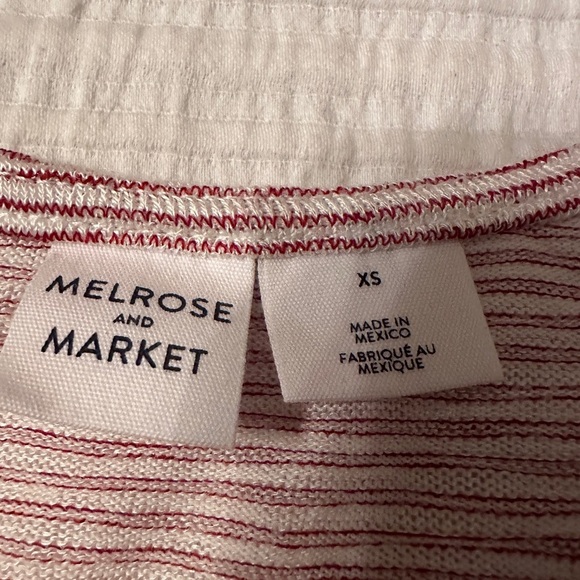 MELROSE
AND
MARKET
XS
MADE IN
MEXICO
FABRIQUÉ AU
MEXIQUE